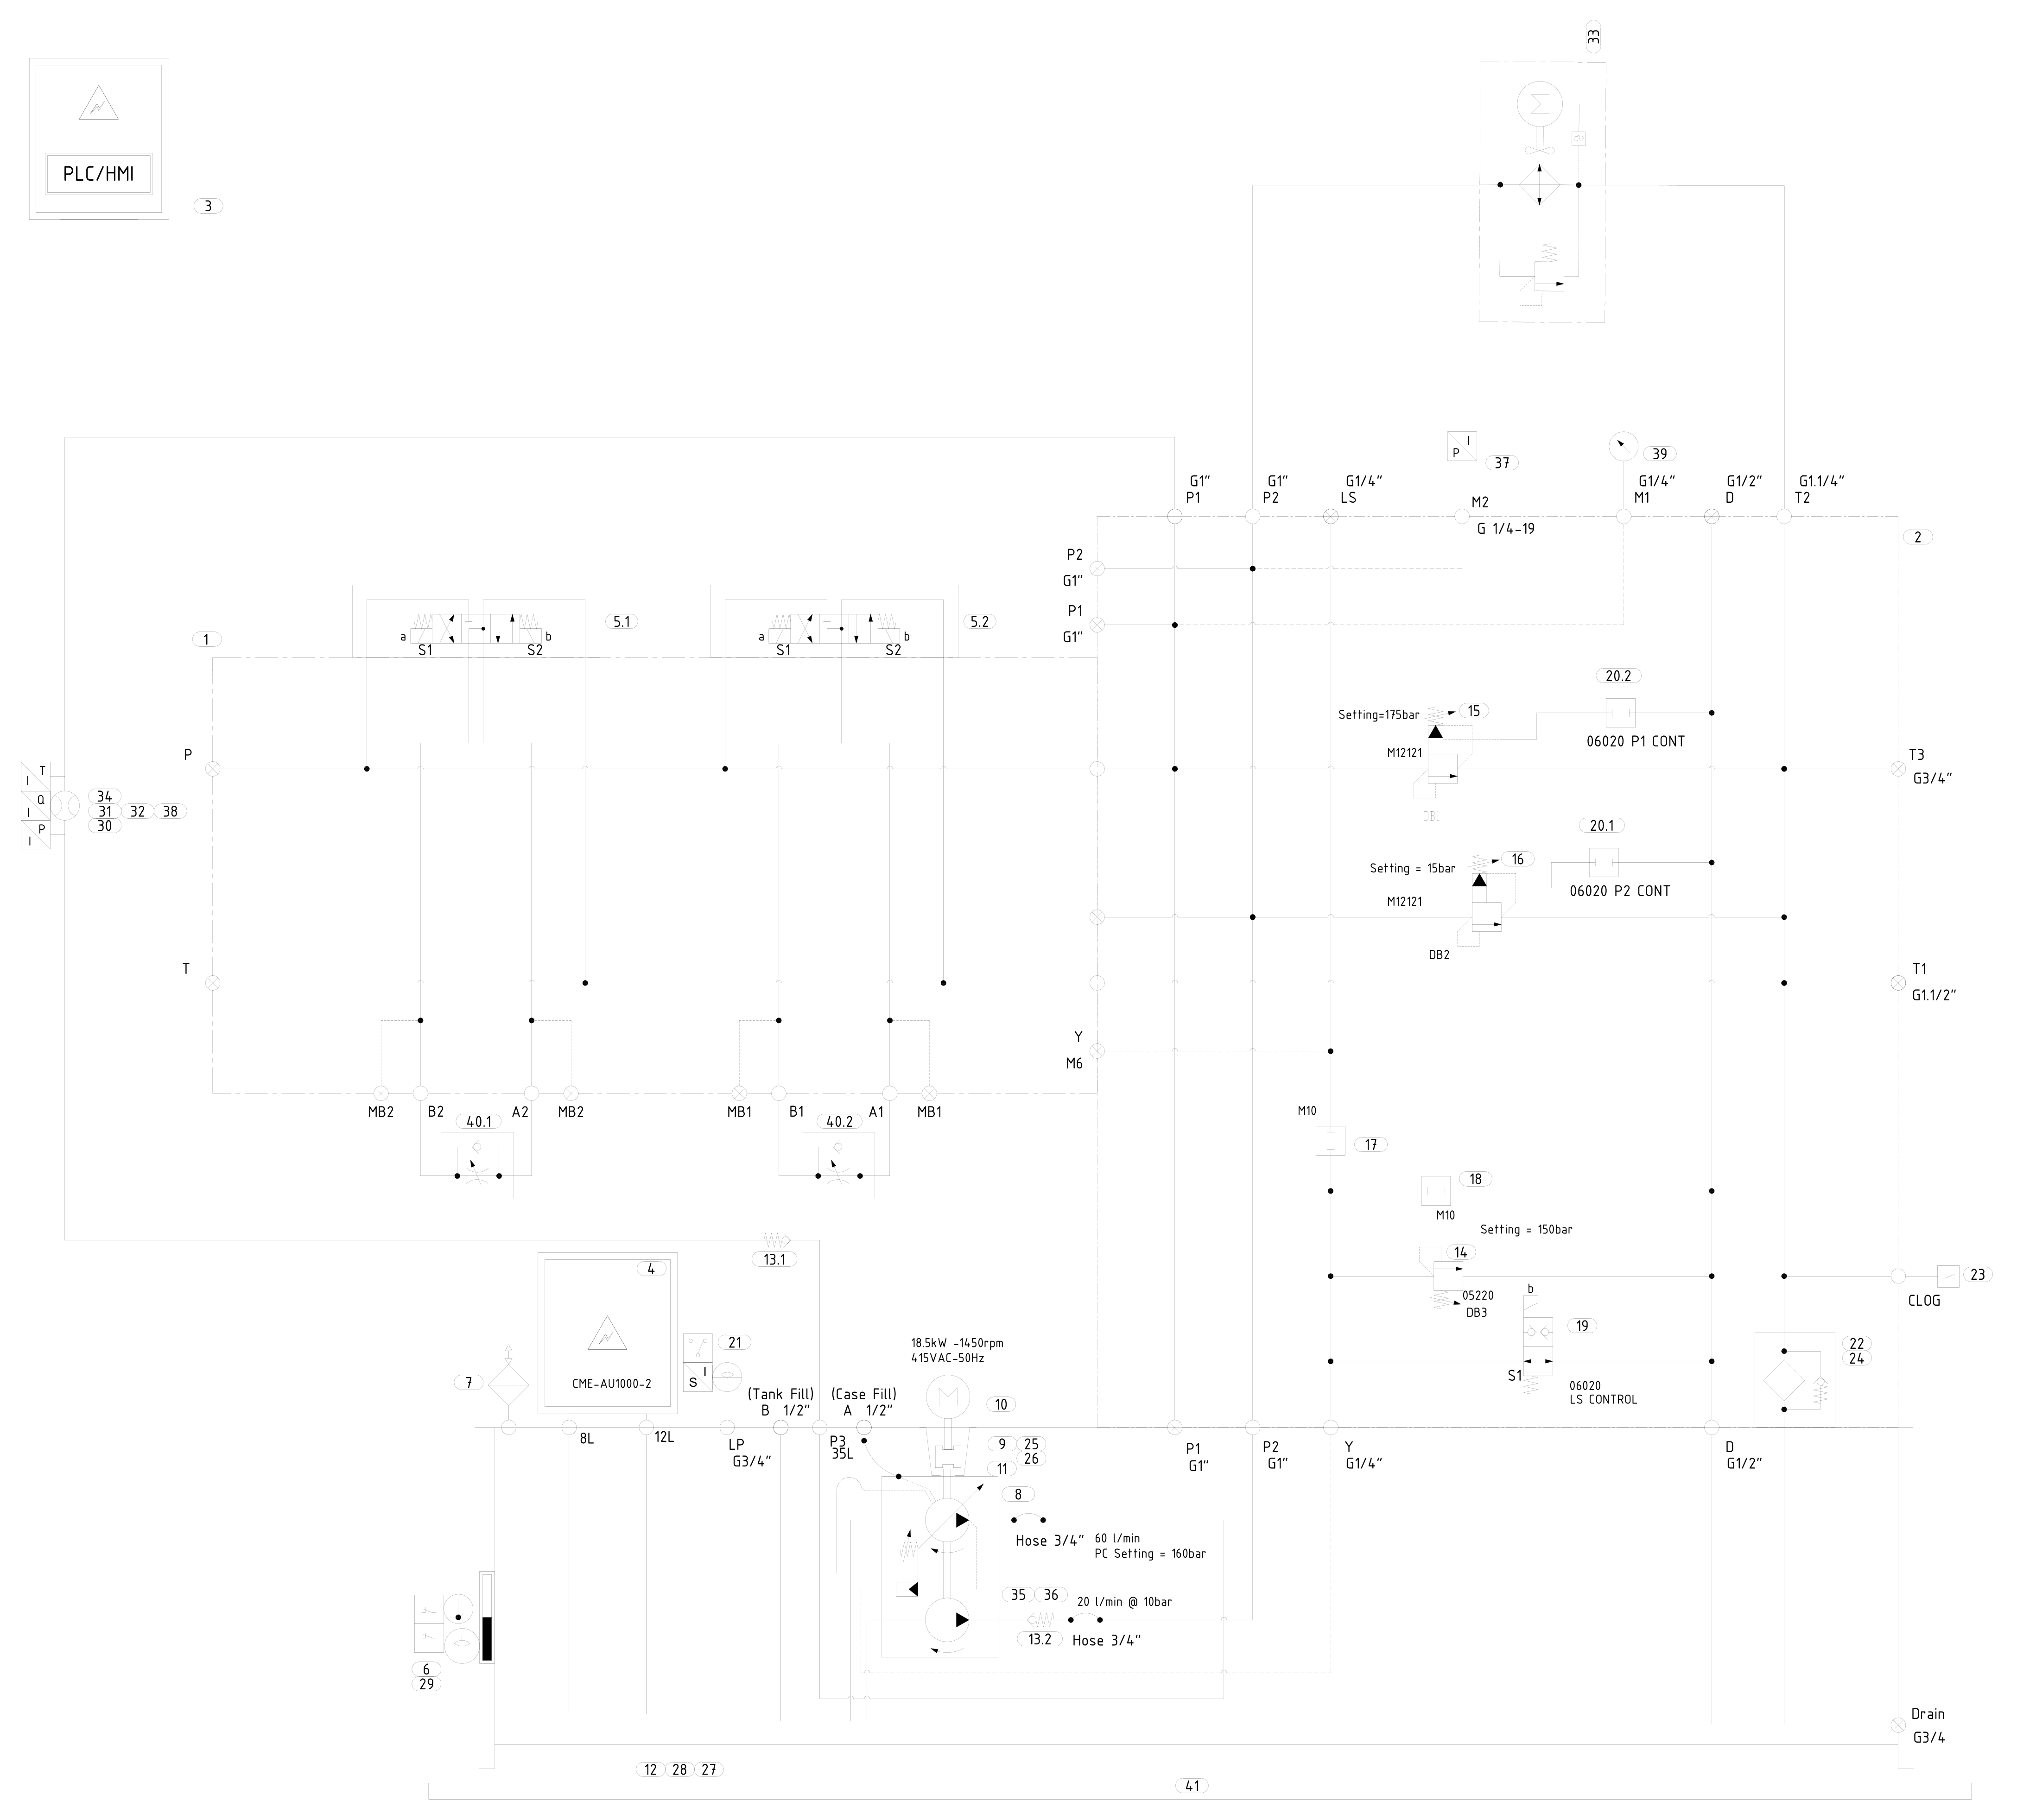 33
PLC/HMI
3
37
39
G1"
P1
G1"
P2
G1/4"
LS
M2
G 1/4-19
G1/4"
M1
G1/2"
D
G1.1/4"
T2
I
P
2
P2
G1"
P1
G1"
5.1
5.2
a
S1
S2
b
a
S1
S2
b
1
20.2
Setting=175bar
15
M12121
06020 P1 CONT
DB1
P
T3
G3/4"
T
I
Q
I
P
I
34
31
32
38
30
20.1
Setting = 15bar
16
M12121
06020 P2 CONT
DB2
T
T1
G1.1/2"
Y
M6
MB2
B2
A2
MB2
MB1
B1
A1
MB1
40.1
40.2
M10
17
18
M10
Setting = 150bar
14
05220
DB3
b
19
S1
06020
LS CONTROL
23
CLOG
22
24
13.1
4
CME-AU1000-2
21
I
S
18.5kW -1450rpm
415VAC-50Hz
M
10
7
(Tank Fill)
B 1/2"
(Case Fill)
A 1/2"
8L
12L
LP
G3/4"
P3
35L
9
25
26
11
8
P1
G1"
P2
G1"
Y
G1/4"
D
G1/2"
Hose 3/4"
60 l/min
PC Setting = 160bar
35
36
20 l/min @ 10bar
13.2
Hose 3/4"
6
29
Drain
G3/4
12
28
27
41